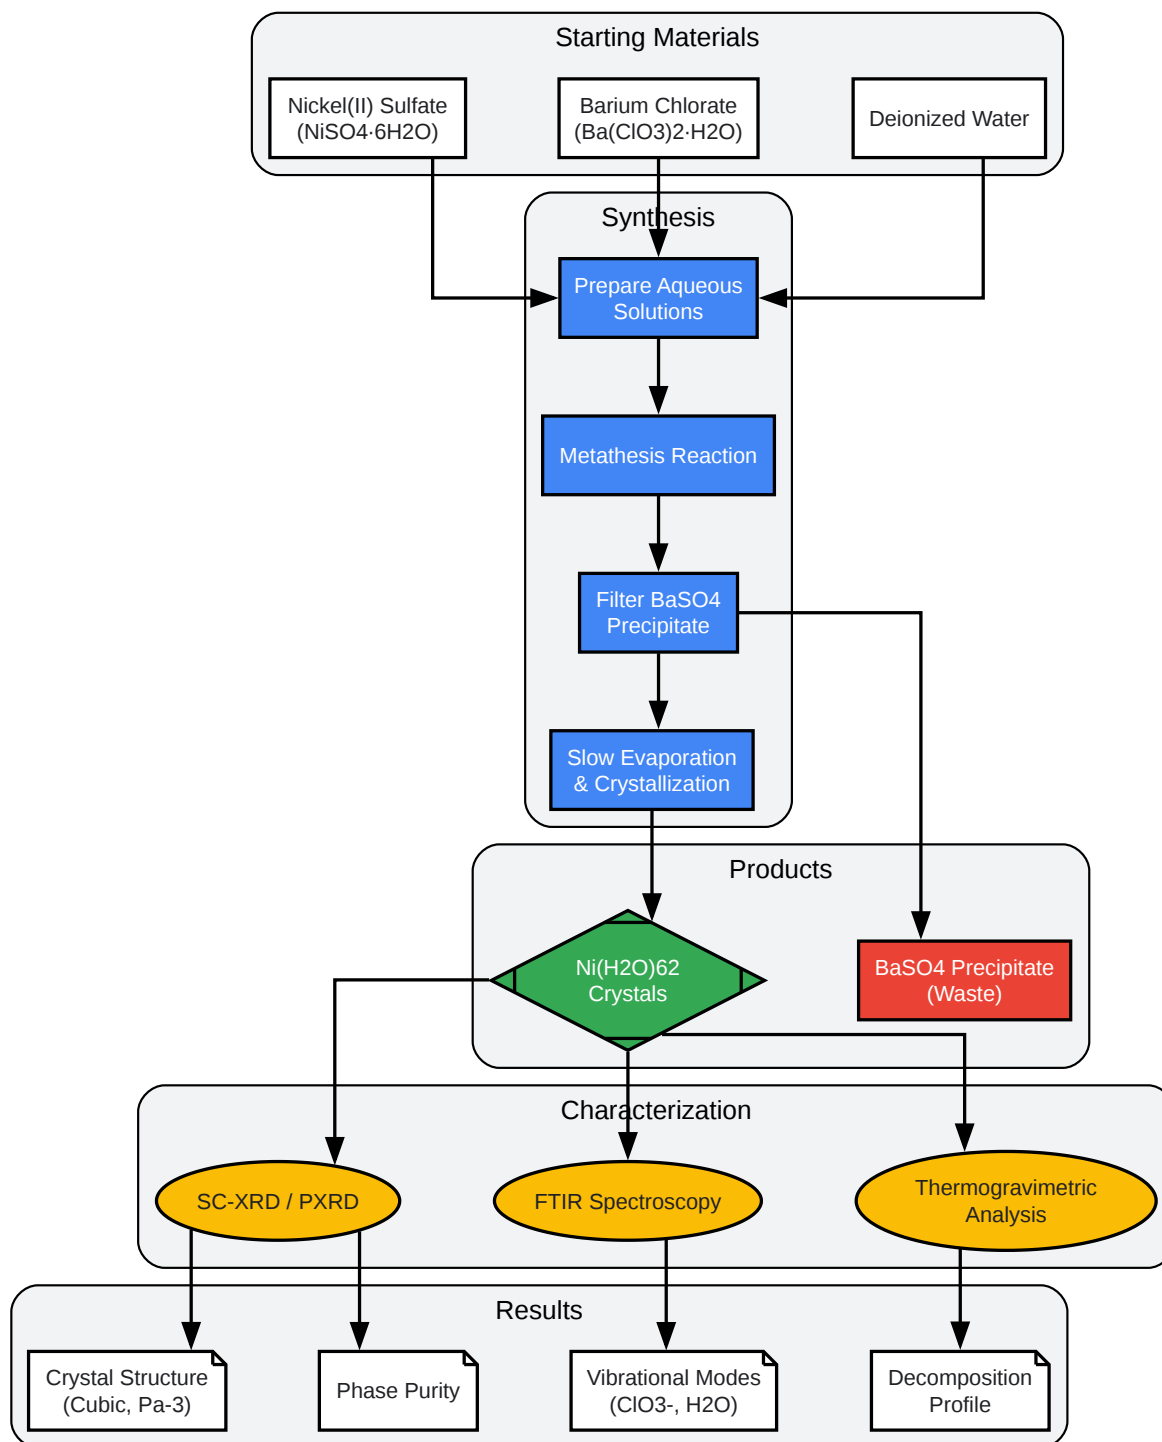 Starting Materials
Nickel(II) Sulfate
(NiSO4·6H2O)
Barium Chlorate
(Ba(ClO3)2·H2O)
Deionized Water
Synthesis
Prepare Aqueous
Solutions
Metathesis Reaction
Filter BaSO4
Precipitate
Slow Evaporation
& Crystallization
Products
Ni(H2O)62
Crystals
BaSO4 Precipitate
(Waste)
Characterization
SC-XRD / PXRD
FTIR Spectroscopy
Thermogravimetric
Analysis
Results
Crystal Structure
(Cubic, Pa-3)
Phase Purity
Vibrational Modes
(ClO3-, H2O)
Decomposition
Profile